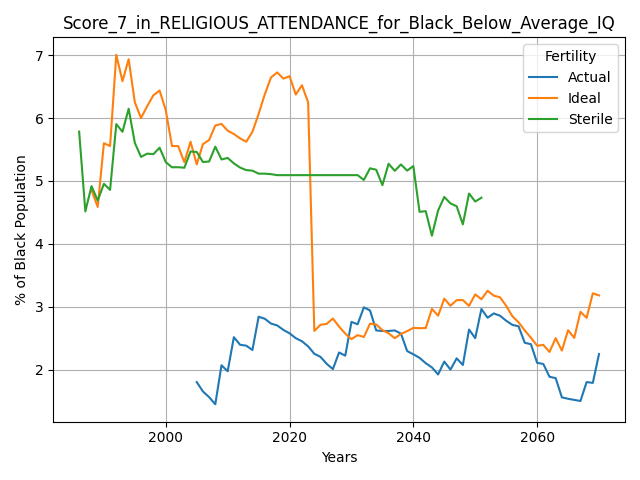 Score_7_in_RELIGIOUS_ATTENDANCE_for_Black_Below_Average_IQ
Fertility
Actual
Ideal
Sterile
% of Black Population
7
6
5
4
3
2
2000
2020
2040
2060
Years